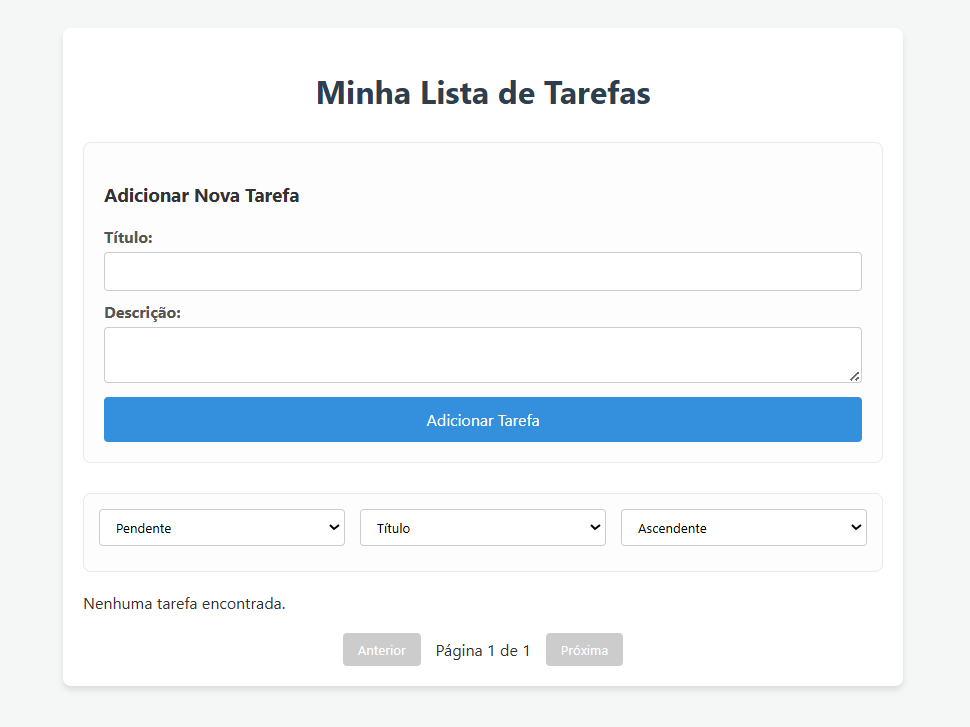 Minha Lista de Tarefas
Adicionar Nova Tarefa
Título:
Descrição:
Adicionar Tarefa
Pendente Título Ascendente
Nenhuma tarefa encontrada.
Anterior Página 1 de 1 Próxima